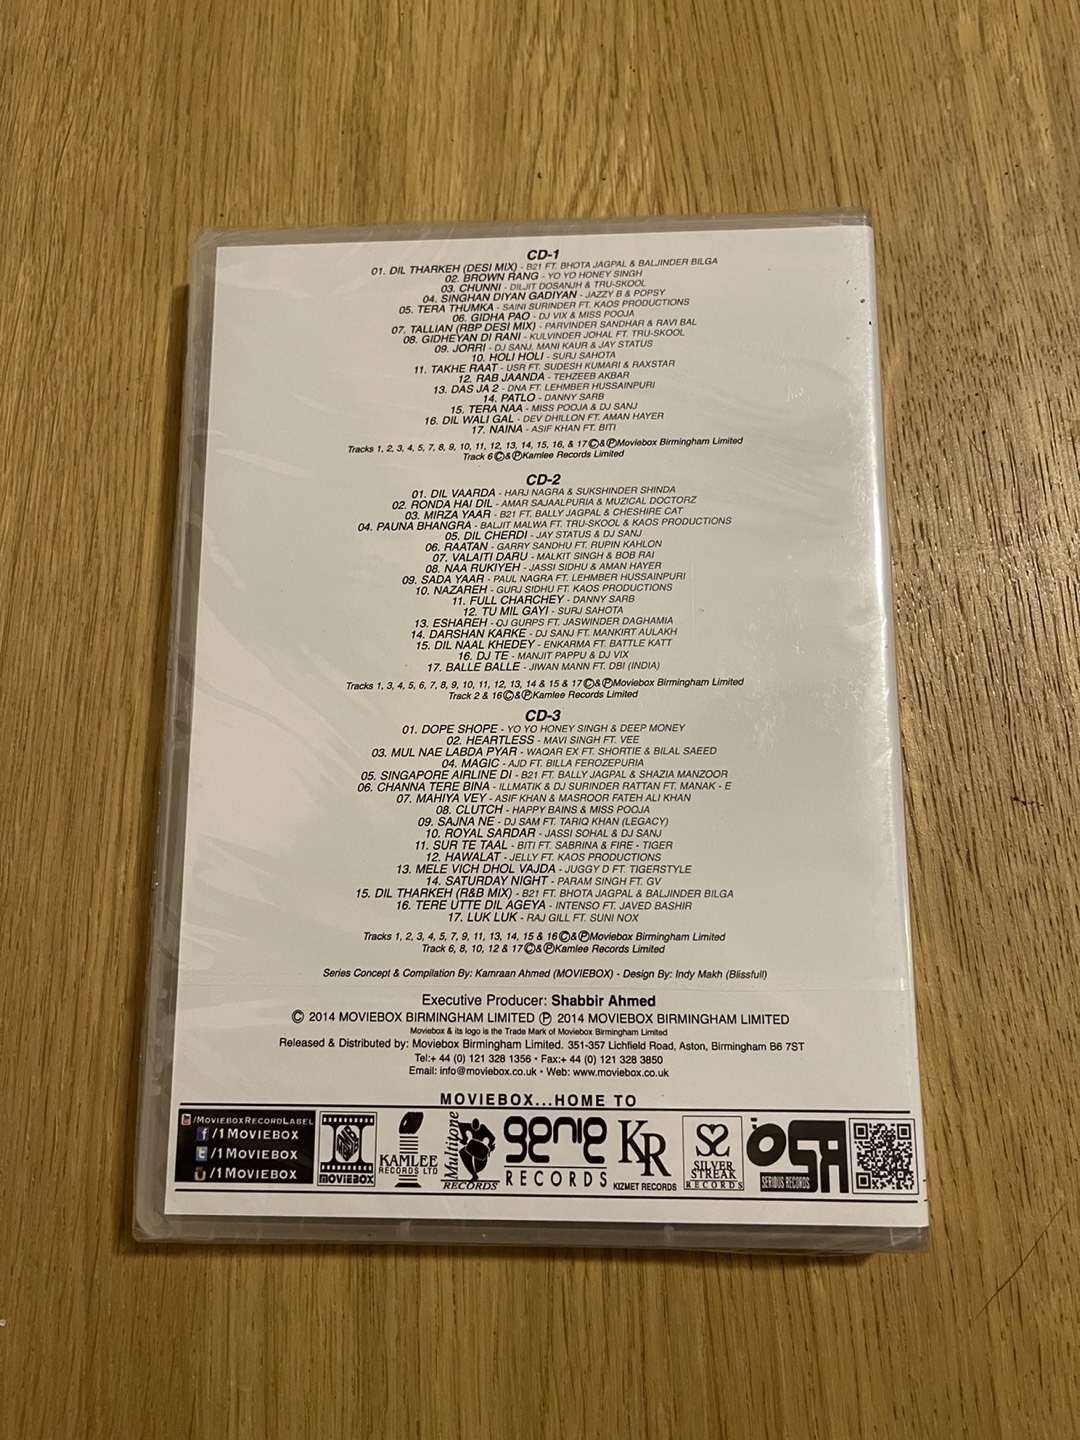 CD-1
01. DIL THARKEH (DESI MIX) - B21 FT. BHOTA JAGPAL & BALJINDER BILGA
02. BROWN RANG - YO YO HONEY SINGH
03. CHUNNI - DILJIT DOSANJH & TRU-SKOOL
04. SINGHAN DIYAN GADIYAN - JAZZY B & POPSY
05. TERA THUMKA - SAINI SURINDER FT. KAOS PRODUCTIONS
06. GIDHA PAO - DJ VIX & MISS POOJA
07. TALLIAN (RBP DESI MIX) - PARVINDER SANDHAR & RAVI BAL
08. GIDHEYAN DI RANI - KULVINDER JOHAL FT. TRU-SKOOL
09. JORRI - DJ SANJ, MANI KAUR & JAY STATUS
10. HOLI HOLI - SURJ SAHOTA
11. TAKHE RAAT - USR FT. SUDESH KUMARI & RAXSTAR
12. RAB JAANDA - TEHZEEB AKBAR
13. DAS JA 2 - DNA FT. LEHMBER HUSSAINPURI
14. PATLO - DANNY SARB
15. TERA NAA - MISS POOJA & DJ SANJ
16. DIL WALI GAL - DEV DHILLON FT. AMAN HAYER
17. NAINA - ASIF KHAN FT. BITI
Tracks 1, 2, 3, 4, 5, 7, 8, 9, 10, 11, 12, 13, 14, 15, 16, & 17 ©&℗Moviebox Birmingham Limited
Track 6 ©&℗Kamlee Records Limited
CD-2
01. DIL VAARDA - HARJ NAGRA & SUKSHINDER SHINDA
02. RONDA HAI DIL - AMAR SAJAALPURIA & MUZICAL DOCTORZ
03. MIRZA YAAR - B21 FT. BALLY JAGPAL & CHESHIRE CAT
04. PAUNA BHANGRA - BALJIT MALWA FT. TRU-SKOOL & KAOS PRODUCTIONS
05. DIL CHERDI - JAY STATUS & DJ SANJ
06. RAATAN - GARRY SANDHU FT. RUPIN KAHLON
07. VALAITI DARU - MALKIT SINGH & BOB RAI
08. NAA RUKIYEH - JASSI SIDHU & AMAN HAYER
09. SADA YAAR - PAUL NAGRA FT. LEHMBER HUSSAINPURI
10. NAZAREH - GURJ SIDHU FT. KAOS PRODUCTIONS
11. FULL CHARCHEY - DANNY SARB
12. TU MIL GAYI - SURJ SAHOTA
13. ESHAREH - DJ GURPS FT. JASWINDER DAGHAMIA
14. DARSHAN KARKE - DJ SANJ FT. MANKIRT AULAKH
15. DIL NAAL KHEDEY - ENKARMA FT. BATTLE KATT
16. DJ TE - MANJIT PAPPU & DJ VIX
17. BALLE BALLE - JIWAN MANN FT. DBI (INDIA)
Tracks 1, 3, 4, 5, 6, 7, 8, 9, 10, 11, 12, 13, 14 & 15 & 17 ©&℗Moviebox Birmingham Limited
Track 2 & 16 ©&℗Kamlee Records Limited
CD-3
01. DOPE SHOPE - YO YO HONEY SINGH & DEEP MONEY
02. HEARTLESS - MAVI SINGH FT. VEE
03. MUL NAE LABDA PYAR - WAQAR EX FT. SHORTIE & BILAL SAEED
04. MAGIC - AJD FT. BILLA FEROZEPURIA
05. SINGAPORE AIRLINE DI - B21 FT. BALLY JAGPAL & SHAZIA MANZOOR
06. CHANNA TERE BINA - ILLMATIK & DJ SURINDER RATTAN FT. MANAK - E
07. MAHIYA VEY - ASIF KHAN & MASROOR FATEH ALI KHAN
08. CLUTCH - HAPPY BAINS & MISS POOJA
09. SAJNA NE - DJ SAM FT. TARIQ KHAN (LEGACY)
10. ROYAL SARDAR - JASSI SOHAL & DJ SANJ
11. SUR TE TAAL - BITI FT. SABRINA & FIRE - TIGER
12. HAWALAT - JELLY FT. KAOS PRODUCTIONS
13. MELE VICH DHOL VAJDA - JUGGY D FT. TIGERSTYLE
14. SATURDAY NIGHT - PARAM SINGH FT. GV
15. DIL THARKEH (R&B MIX) - B21 FT. BHOTA JAGPAL & BALJINDER BILGA
16. TERE UTTE DIL AGEYA - INTENSO FT. JAVED BASHIR
17. LUK LUK - RAJ GILL FT. SUNI NOX
Tracks 1, 2, 3, 4, 5, 7, 9, 11, 13, 14, 15 & 16 ©&℗Moviebox Birmingham Limited
Track 6, 8, 10, 12 & 17 ©&℗Kamlee Records Limited
Series Concept & Compilation By: Kamraan Ahmed (MOVIEBOX) - Design By: Indy Makh (Blissfull)
Executive Producer: Shabbir Ahmed
© 2014 MOVIEBOX BIRMINGHAM LIMITED ℗ 2014 MOVIEBOX BIRMINGHAM LIMITED
Moviebox & its logo is the Trade Mark of Moviebox Birmingham Limited
Released & Distributed by: Moviebox Birmingham Limited. 351-357 Lichfield Road, Aston, Birmingham B6 7ST
Tel:+ 44 (0) 121 328 1356 • Fax:+ 44 (0) 121 328 3850
Email: info@moviebox.co.uk • Web: www.moviebox.co.uk
MOVIEBOX...HOME TO
/MOVIEBOXRECORDLABEL
/1MOVIEBOX
/1MOVIEBOX
/1MOVIEBOX
MOVIEBOX
KAMLEE
RECORDS LTD
Multitone
RECORDS
genie
RECORDS
KR
KIZMET RECORDS
SILVER
STREAK
RECORDS
SERIOUS RECORDS